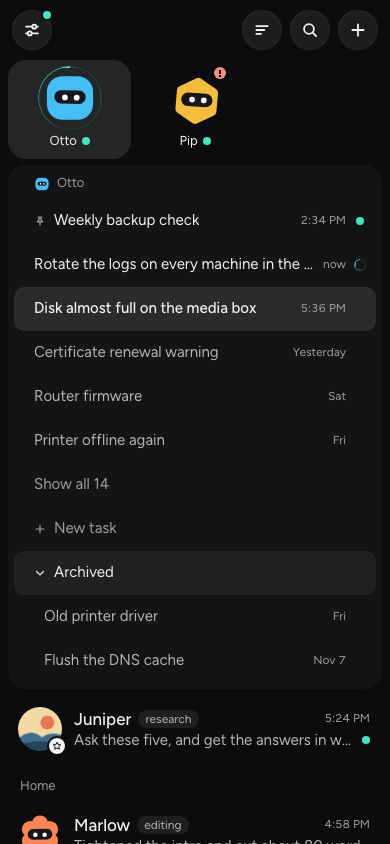 Otto
Pip
Otto
Weekly backup check 2:34 PM
Rotate the logs on every machine in the ... now
Disk almost full on the media box 5:36 PM
Certificate renewal warning Yesterday
Router firmware Sat
Printer offline again Fri
Show all 14
+ New task
Archived
Old printer driver Fri
Flush the DNS cache Nov 7
Juniper research 5:24 PM
Ask these five, and get the answers in w...
Home
Marlow editing 4:58 PM